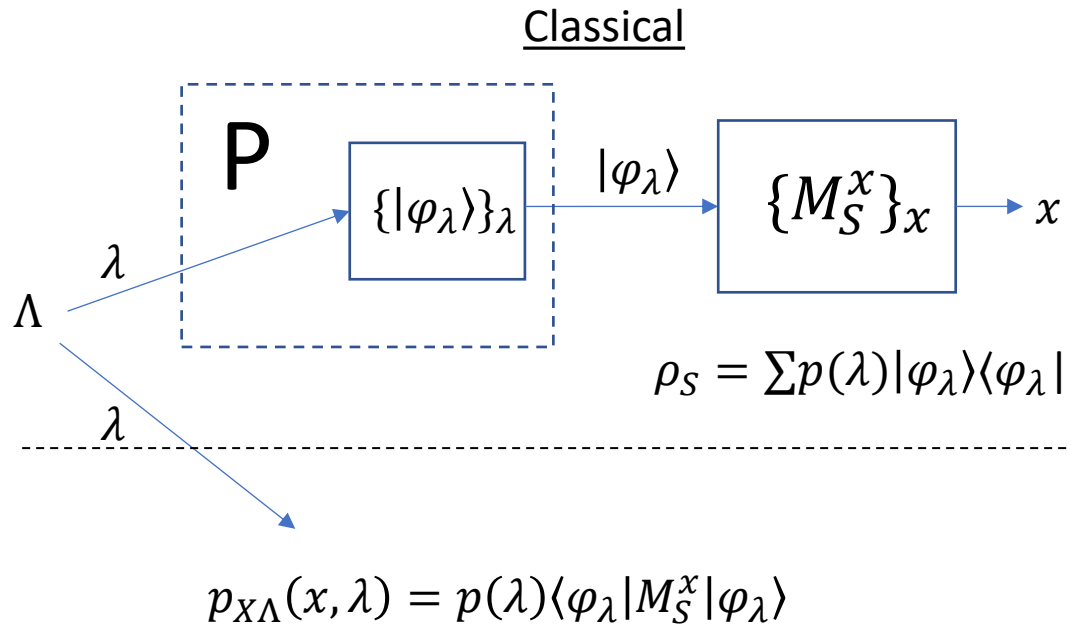 Classical
P
{|φ_λ⟩}_λ
|φ_λ⟩
{M_S^x}_x
x
λ
Λ
ρ_S = ∑p(λ)|φ_λ⟩⟨φ_λ|
λ
p_{XΛ}(x, λ) = p(λ)⟨φ_λ|M_S^x|φ_λ⟩